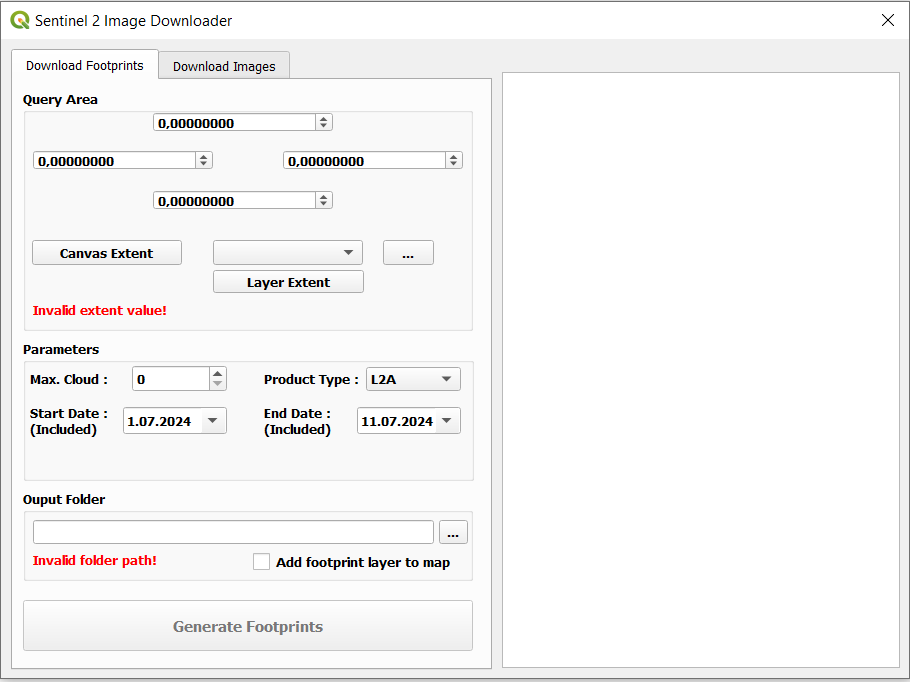 Sentinel 2 Image Downloader
Download Footprints
Download Images
Query Area
0,00000000
0,00000000
0,00000000
0,00000000
Canvas Extent
...
Layer Extent
Invalid extent value!
Parameters
Max. Cloud :
0
Product Type :
L2A
Start Date :
(Included)
1.07.2024
End Date :
(Included)
11.07.2024
Ouput Folder
...
Invalid folder path!
Add footprint layer to map
Generate Footprints